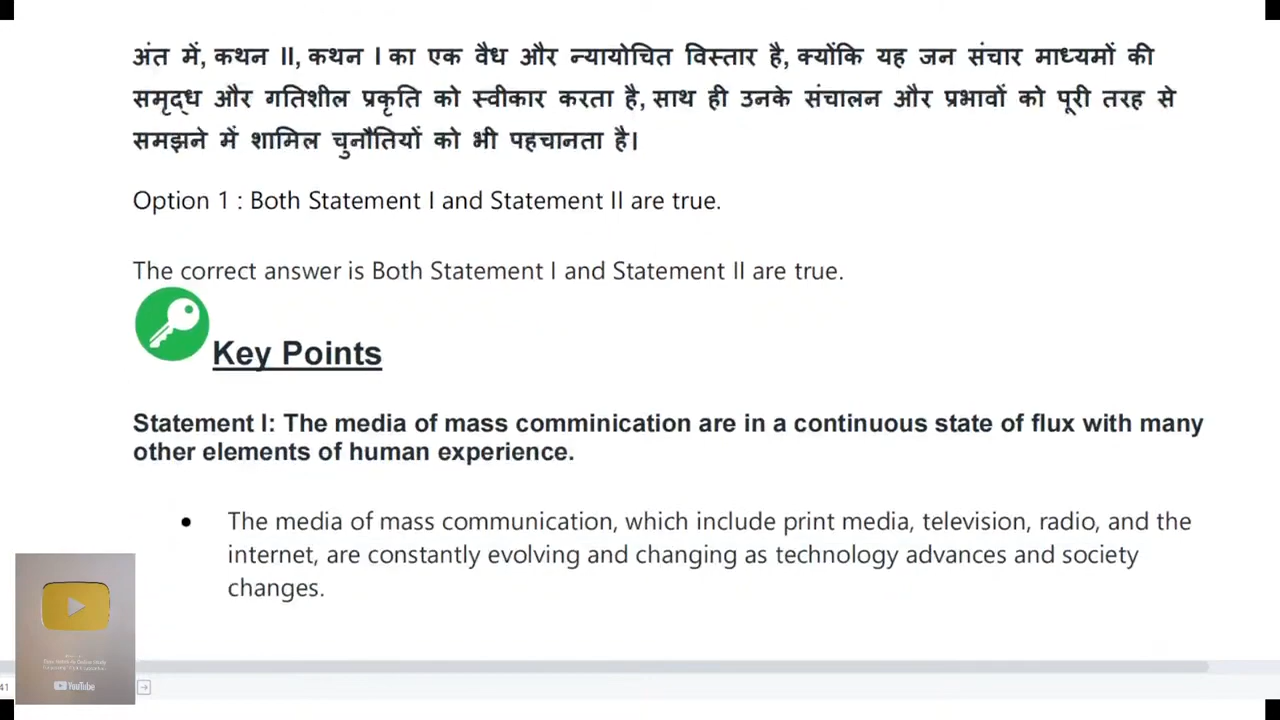 अंत में, कथन II, कथन I का एक वैध और न्यायोचित विस्तार है, क्योंकि यह जन संचार माध्यमों की
समृद्ध और गतिशील प्रकृति को स्वीकार करता है, साथ ही उनके संचालन और प्रभावों को पूरी तरह से
समझने में शामिल चुनौतियों को भी पहचानता है।
Option 1 : Both Statement I and Statement II are true.
The correct answer is Both Statement I and Statement II are true.
Key Points
Statement I: The media of mass comminication are in a continuous state of flux with many
other elements of human experience.
• The media of mass communication, which include print media, television, radio, and the
internet, are constantly evolving and changing as technology advances and society
changes.
YouTube
41